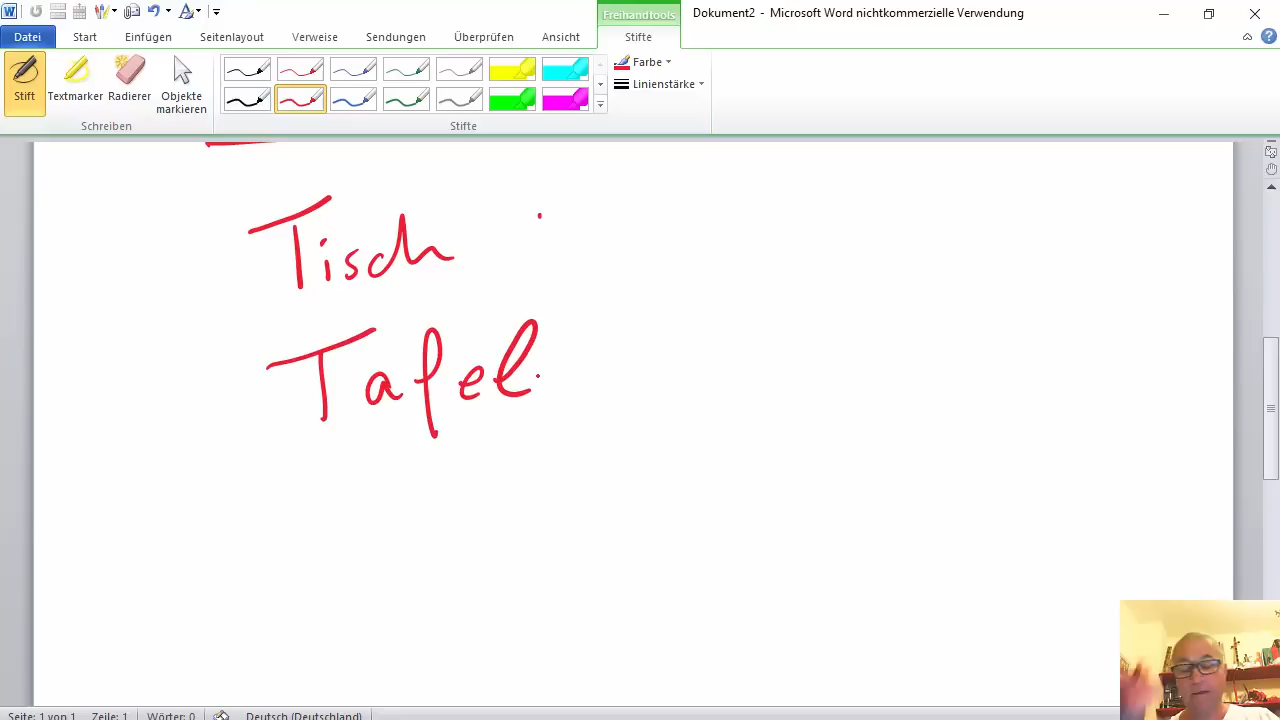 Freihandtools
Dokument2 - Microsoft Word nichtkommerzielle Verwendung
Datei Start Einfügen Seitenlayout Verweise Sendungen Überprüfen Ansicht Stifte
Stift Textmarker Radierer Objekte markieren
Farbe
Linienstärke
Schreiben Stifte
Tisch
Tafel
Seite: 1 von 1 Zeile: 1 Wörter: 0 Deutsch (Deutschland)